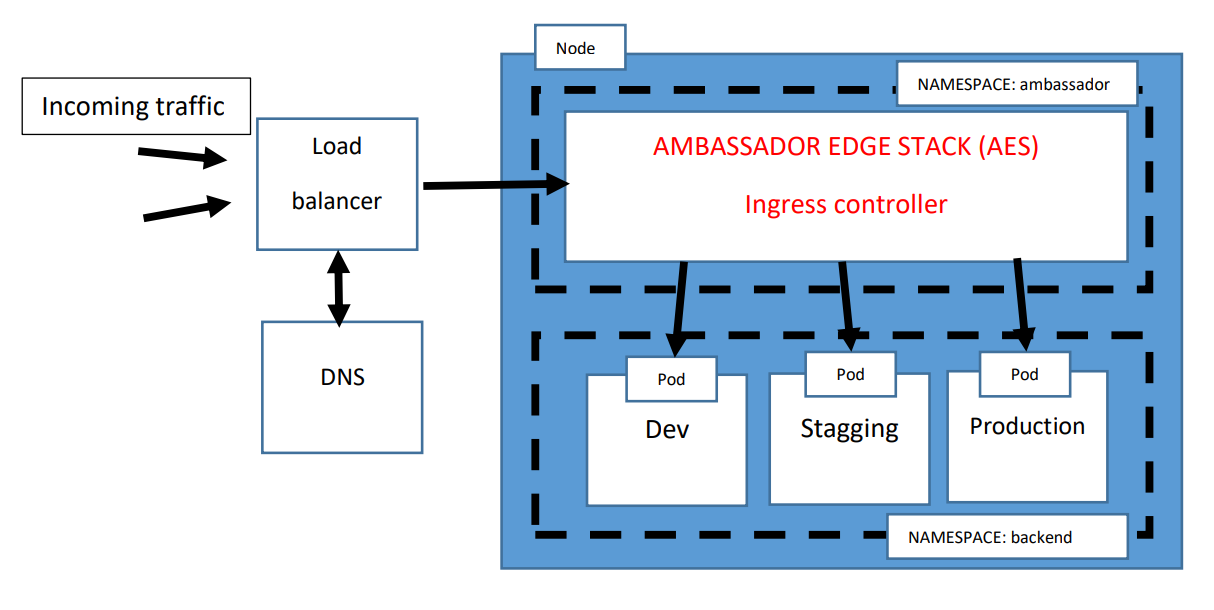 Node
NAMESPACE: ambassador
Incoming traffic
Load
balancer
AMBASSADOR EDGE STACK (AES)
Ingress controller
DNS
Pod
Dev
Pod
Stagging
Pod
Production
NAMESPACE: backend